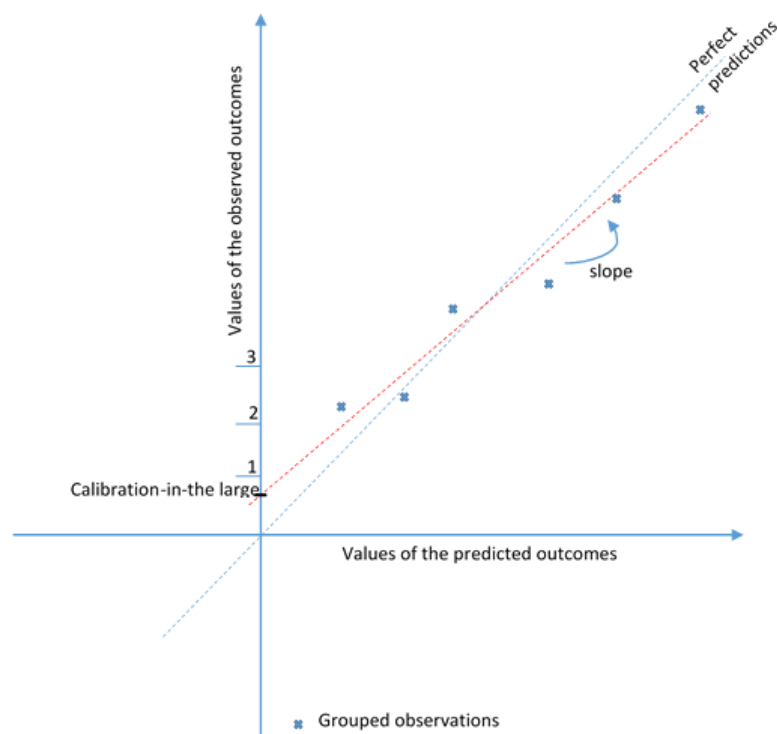 Perfect
predictions
Values of the observed outcomes
slope
3
2
1
Calibration-in-the large
Values of the predicted outcomes
Grouped observations